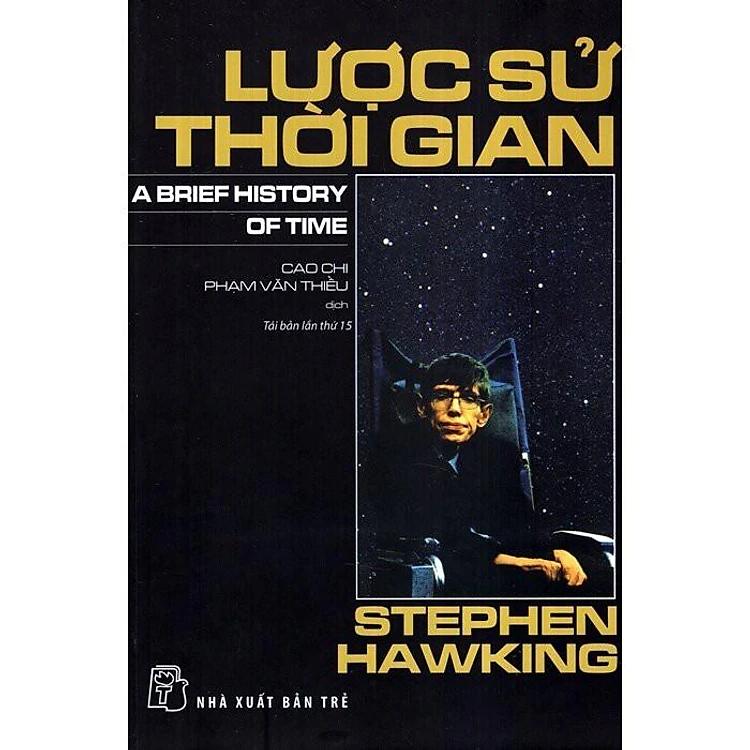 LƯỢC SỬ
THỜI GIAN
A BRIEF HISTORY
OF TIME
CAO CHI
PHẠM VĂN THIỀU
dịch
Tái bản lần thứ 15
STEPHEN
HAWKING
T
NHÀ XUẤT BẢN TRẺ